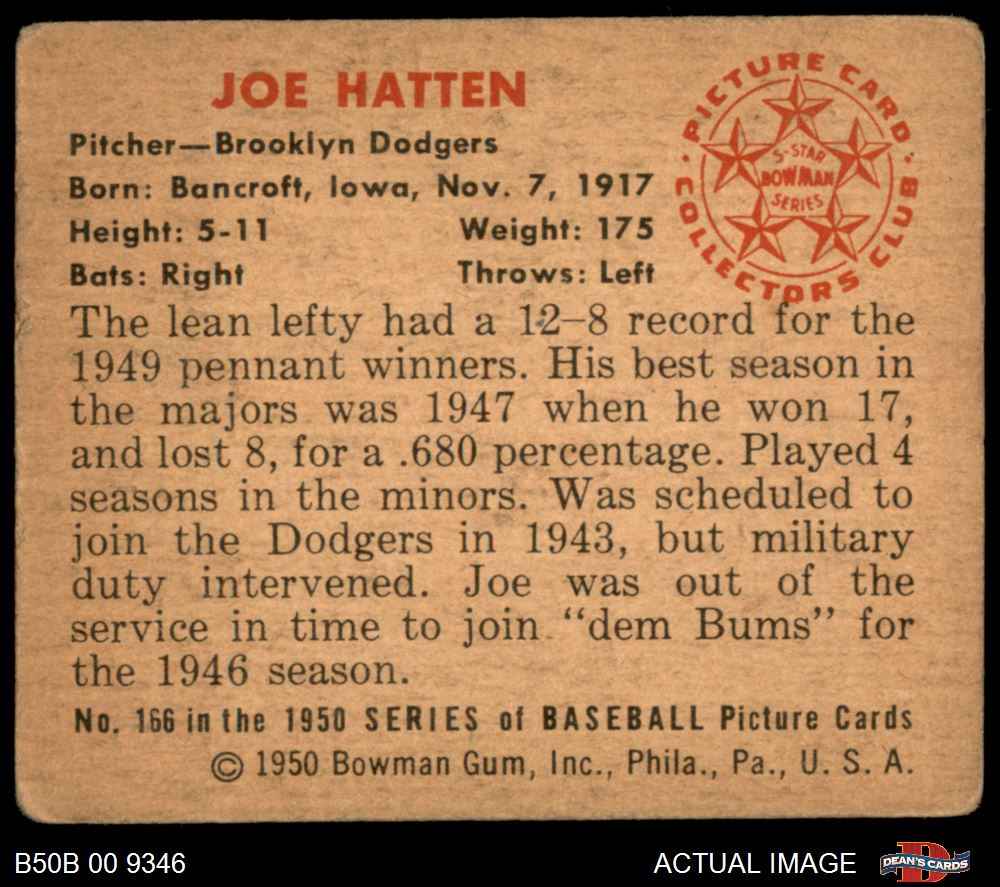 JOE HATTEN
Pitcher—Brooklyn Dodgers
Born: Bancroft, Iowa, Nov. 7, 1917
Height: 5-11 Weight: 175
Bats: Right Throws: Left
· PICTURE CARD ·
COLLECTORS CLUB
5-STAR
BOWMAN
SERIES
The lean lefty had a 12–8 record for the
1949 pennant winners. His best season in
the majors was 1947 when he won 17,
and lost 8, for a .680 percentage. Played 4
seasons in the minors. Was scheduled to
join the Dodgers in 1943, but military
duty intervened. Joe was out of the
service in time to join "dem Bums" for
the 1946 season.
No. 166 in the 1950 SERIES of BASEBALL Picture Cards
© 1950 Bowman Gum, Inc., Phila., Pa., U. S. A.
B50B 00 9346
ACTUAL IMAGE
D
DEAN'S CARDS